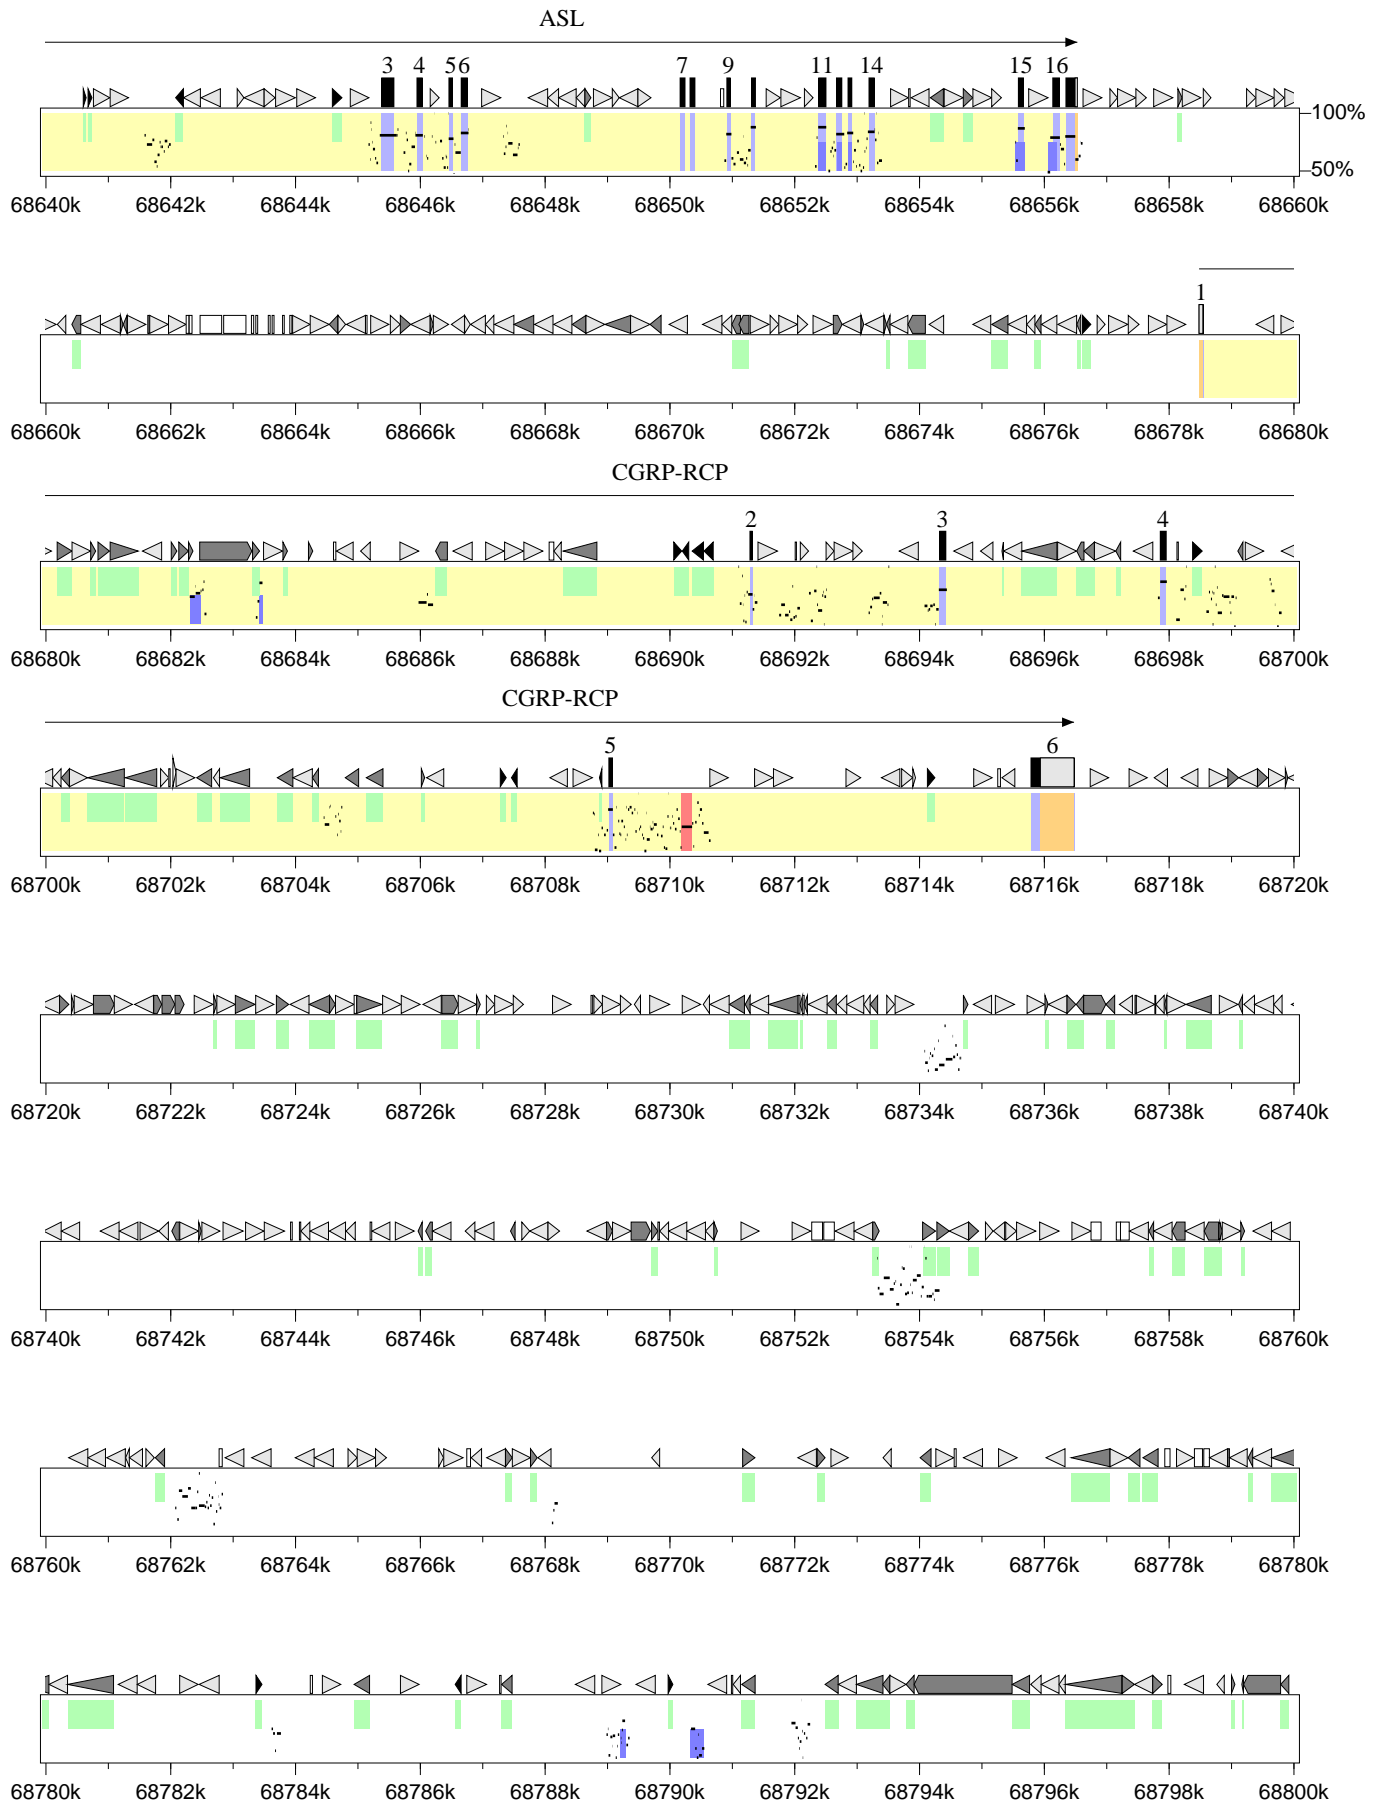 ASL
3 4 5 6 7 9 11 14 15 16
100%
50%
68640k 68642k 68644k 68646k 68648k 68650k 68652k 68654k 68656k 68658k 68660k
1
68660k 68662k 68664k 68666k 68668k 68670k 68672k 68674k 68676k 68678k 68680k
CGRP-RCP
2 3 4
68680k 68682k 68684k 68686k 68688k 68690k 68692k 68694k 68696k 68698k 68700k
CGRP-RCP
5 6
68700k 68702k 68704k 68706k 68708k 68710k 68712k 68714k 68716k 68718k 68720k
68720k 68722k 68724k 68726k 68728k 68730k 68732k 68734k 68736k 68738k 68740k
68740k 68742k 68744k 68746k 68748k 68750k 68752k 68754k 68756k 68758k 68760k
68760k 68762k 68764k 68766k 68768k 68770k 68772k 68774k 68776k 68778k 68780k
68780k 68782k 68784k 68786k 68788k 68790k 68792k 68794k 68796k 68798k 68800k